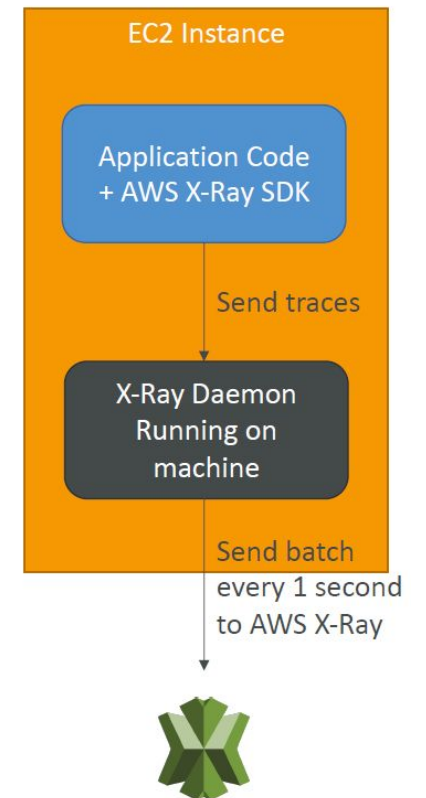 EC2 Instance
Application Code
+ AWS X-Ray SDK
Send traces
X-Ray Daemon
Running on
machine
Send batch
every 1 second
to AWS X-Ray